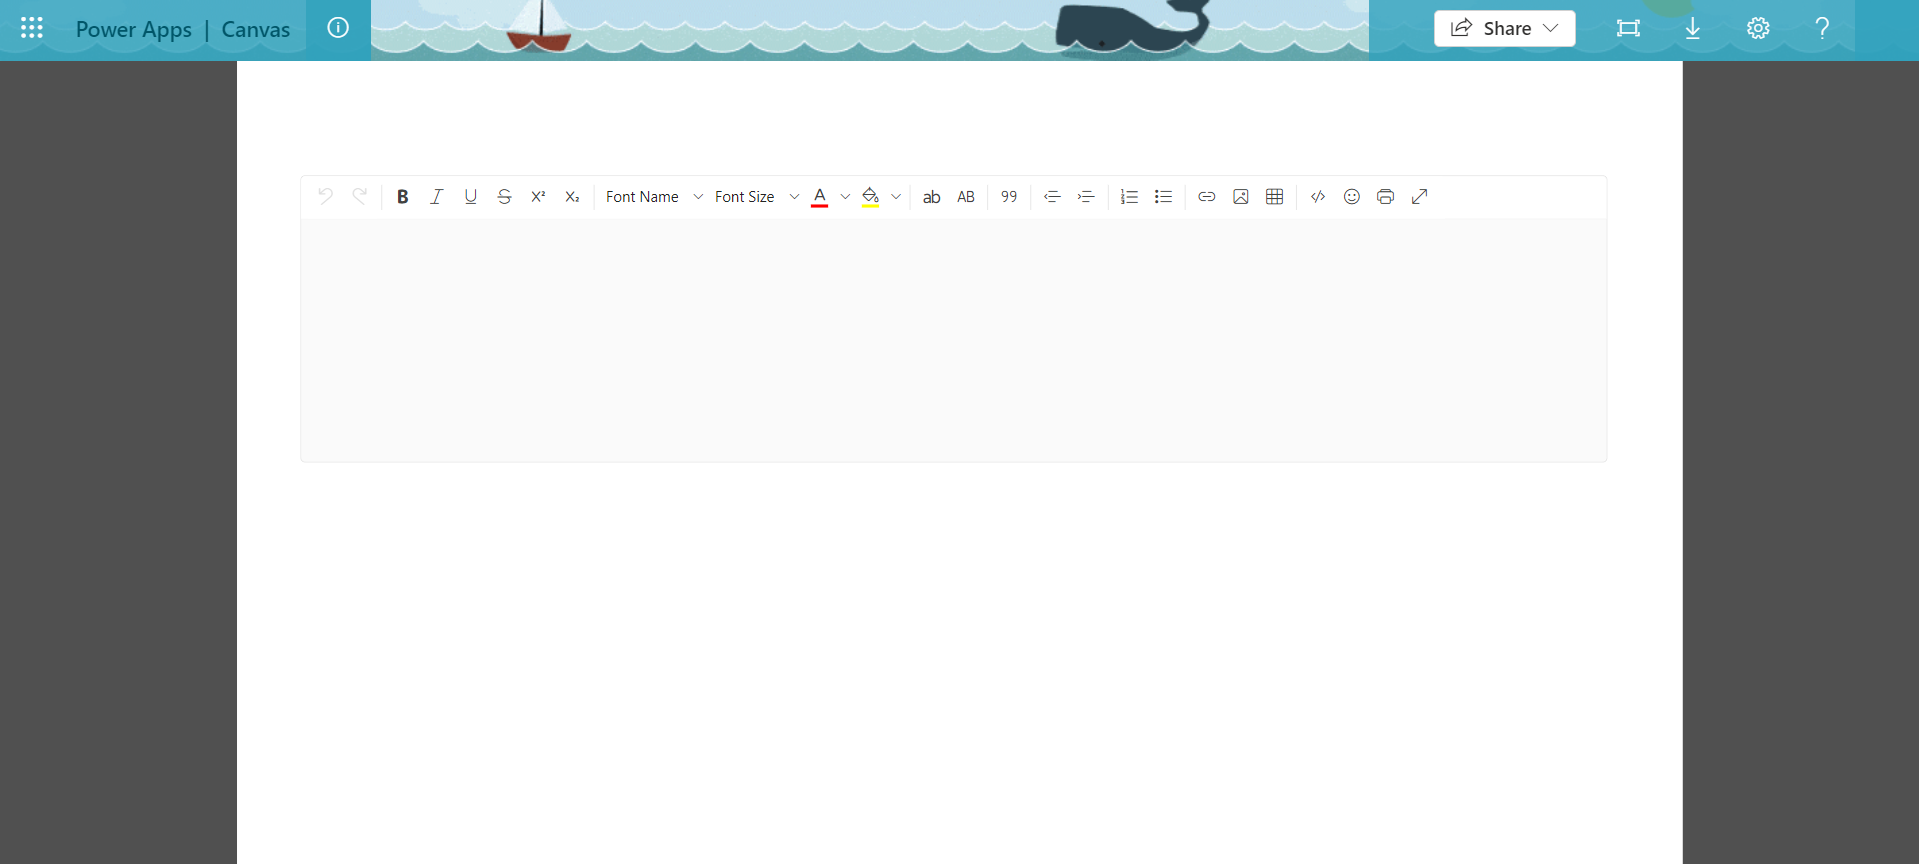 Power Apps | Canvas
Share
B I U S X² X₂ Font Name Font Size A ab AB 99